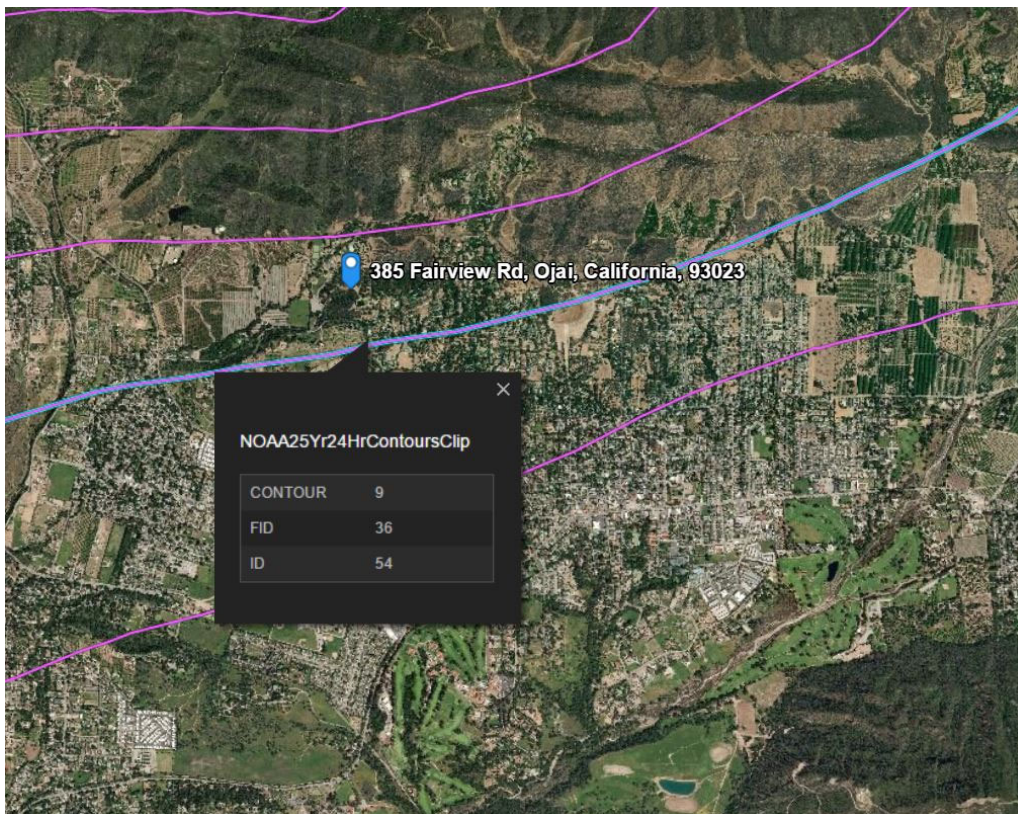 385 Fairview Rd, Ojai, California, 93023
NOAA25Yr24HrContoursClip
CONTOUR 9
FID 36
ID 54